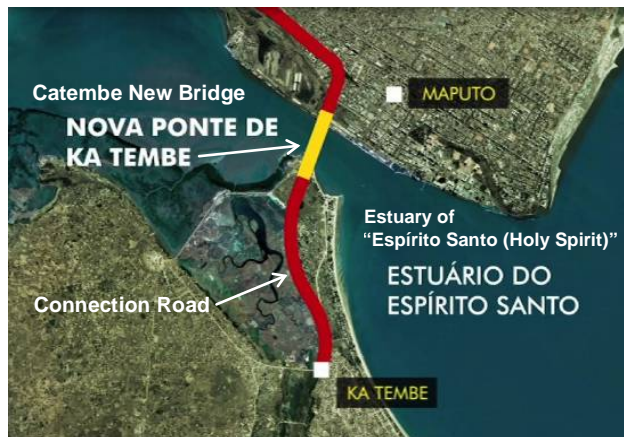 Catembe New Bridge
NOVA PONTE DE
KA TEMBE
MAPUTO
Estuary of
“Espírito Santo (Holy Spirit)”
ESTUÁRIO DO
ESPÍRITO SANTO
Connection Road
KA TEMBE